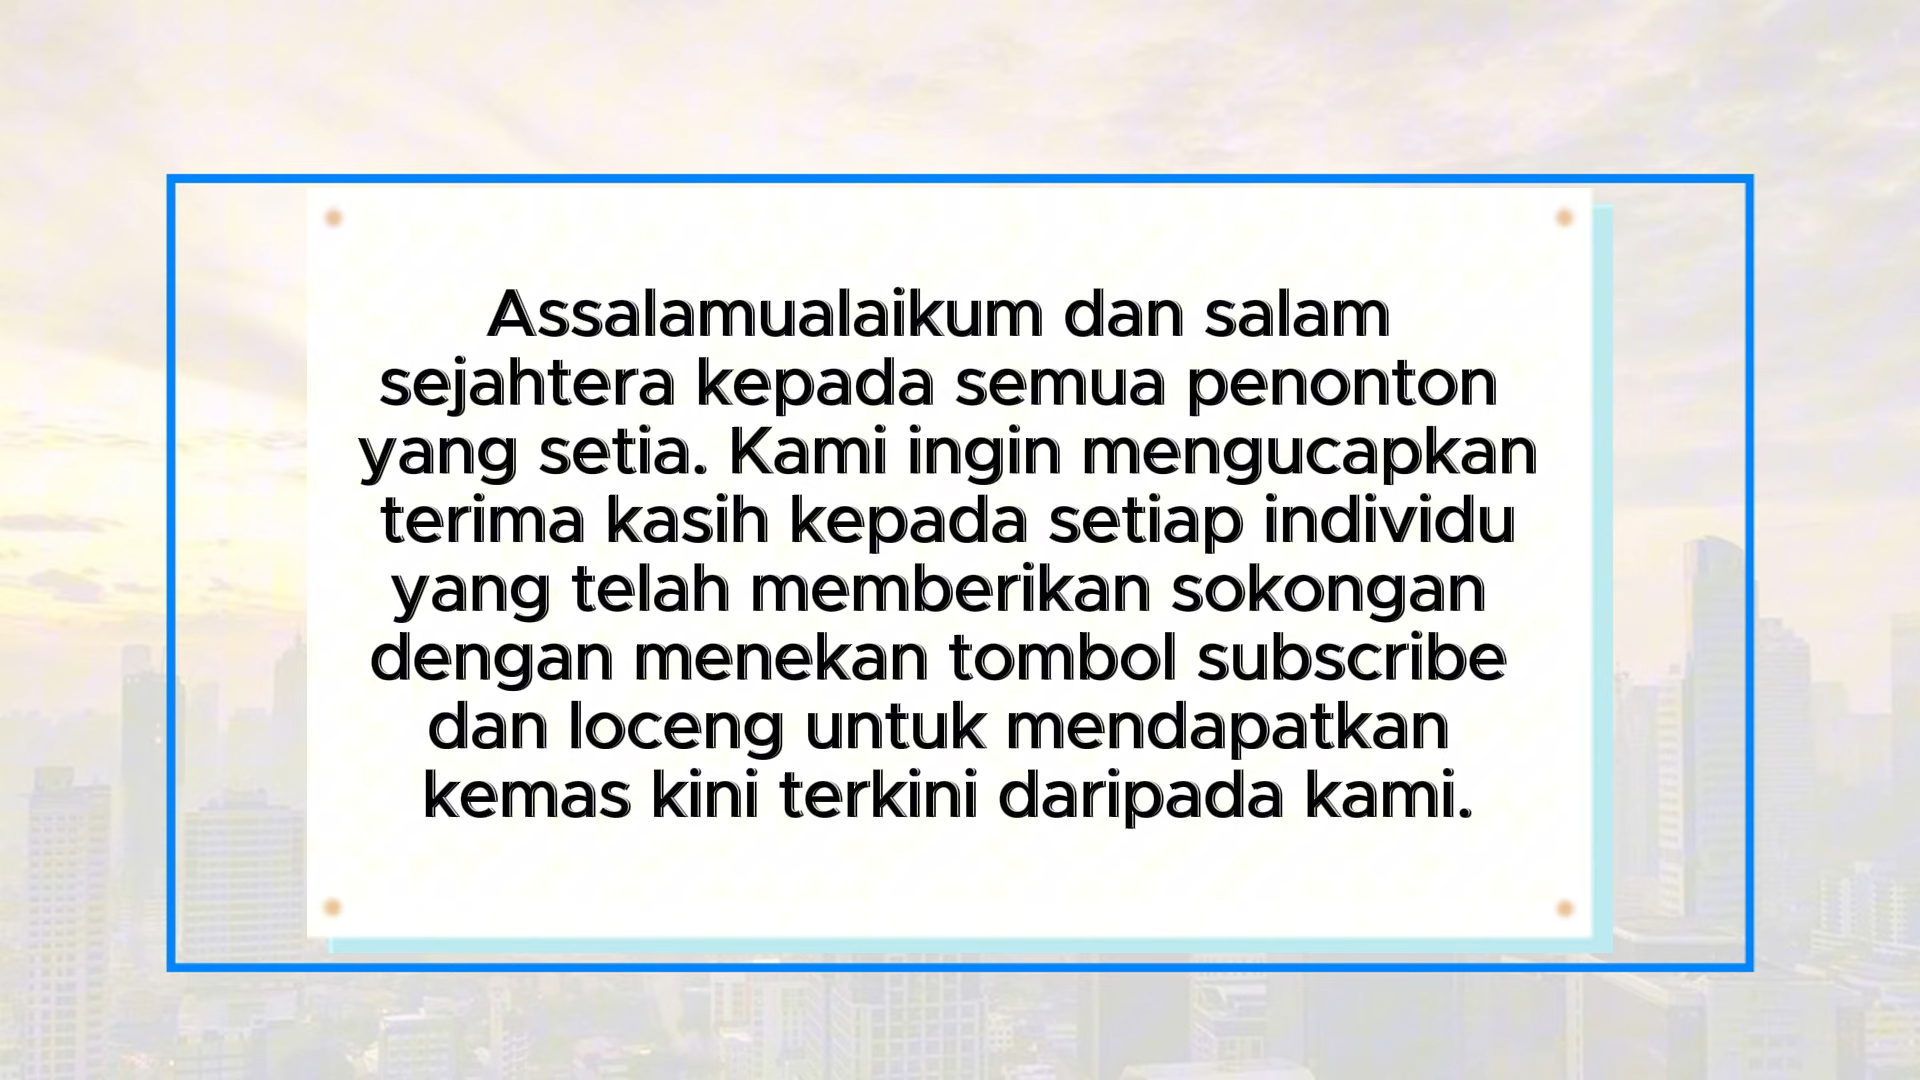 Assalamualaikum dan salam
sejahtera kepada semua penonton
yang setia. Kami ingin mengucapkan
terima kasih kepada setiap individu
yang telah memberikan sokongan
dengan menekan tombol subscribe
dan loceng untuk mendapatkan
kemas kini terkini daripada kami.